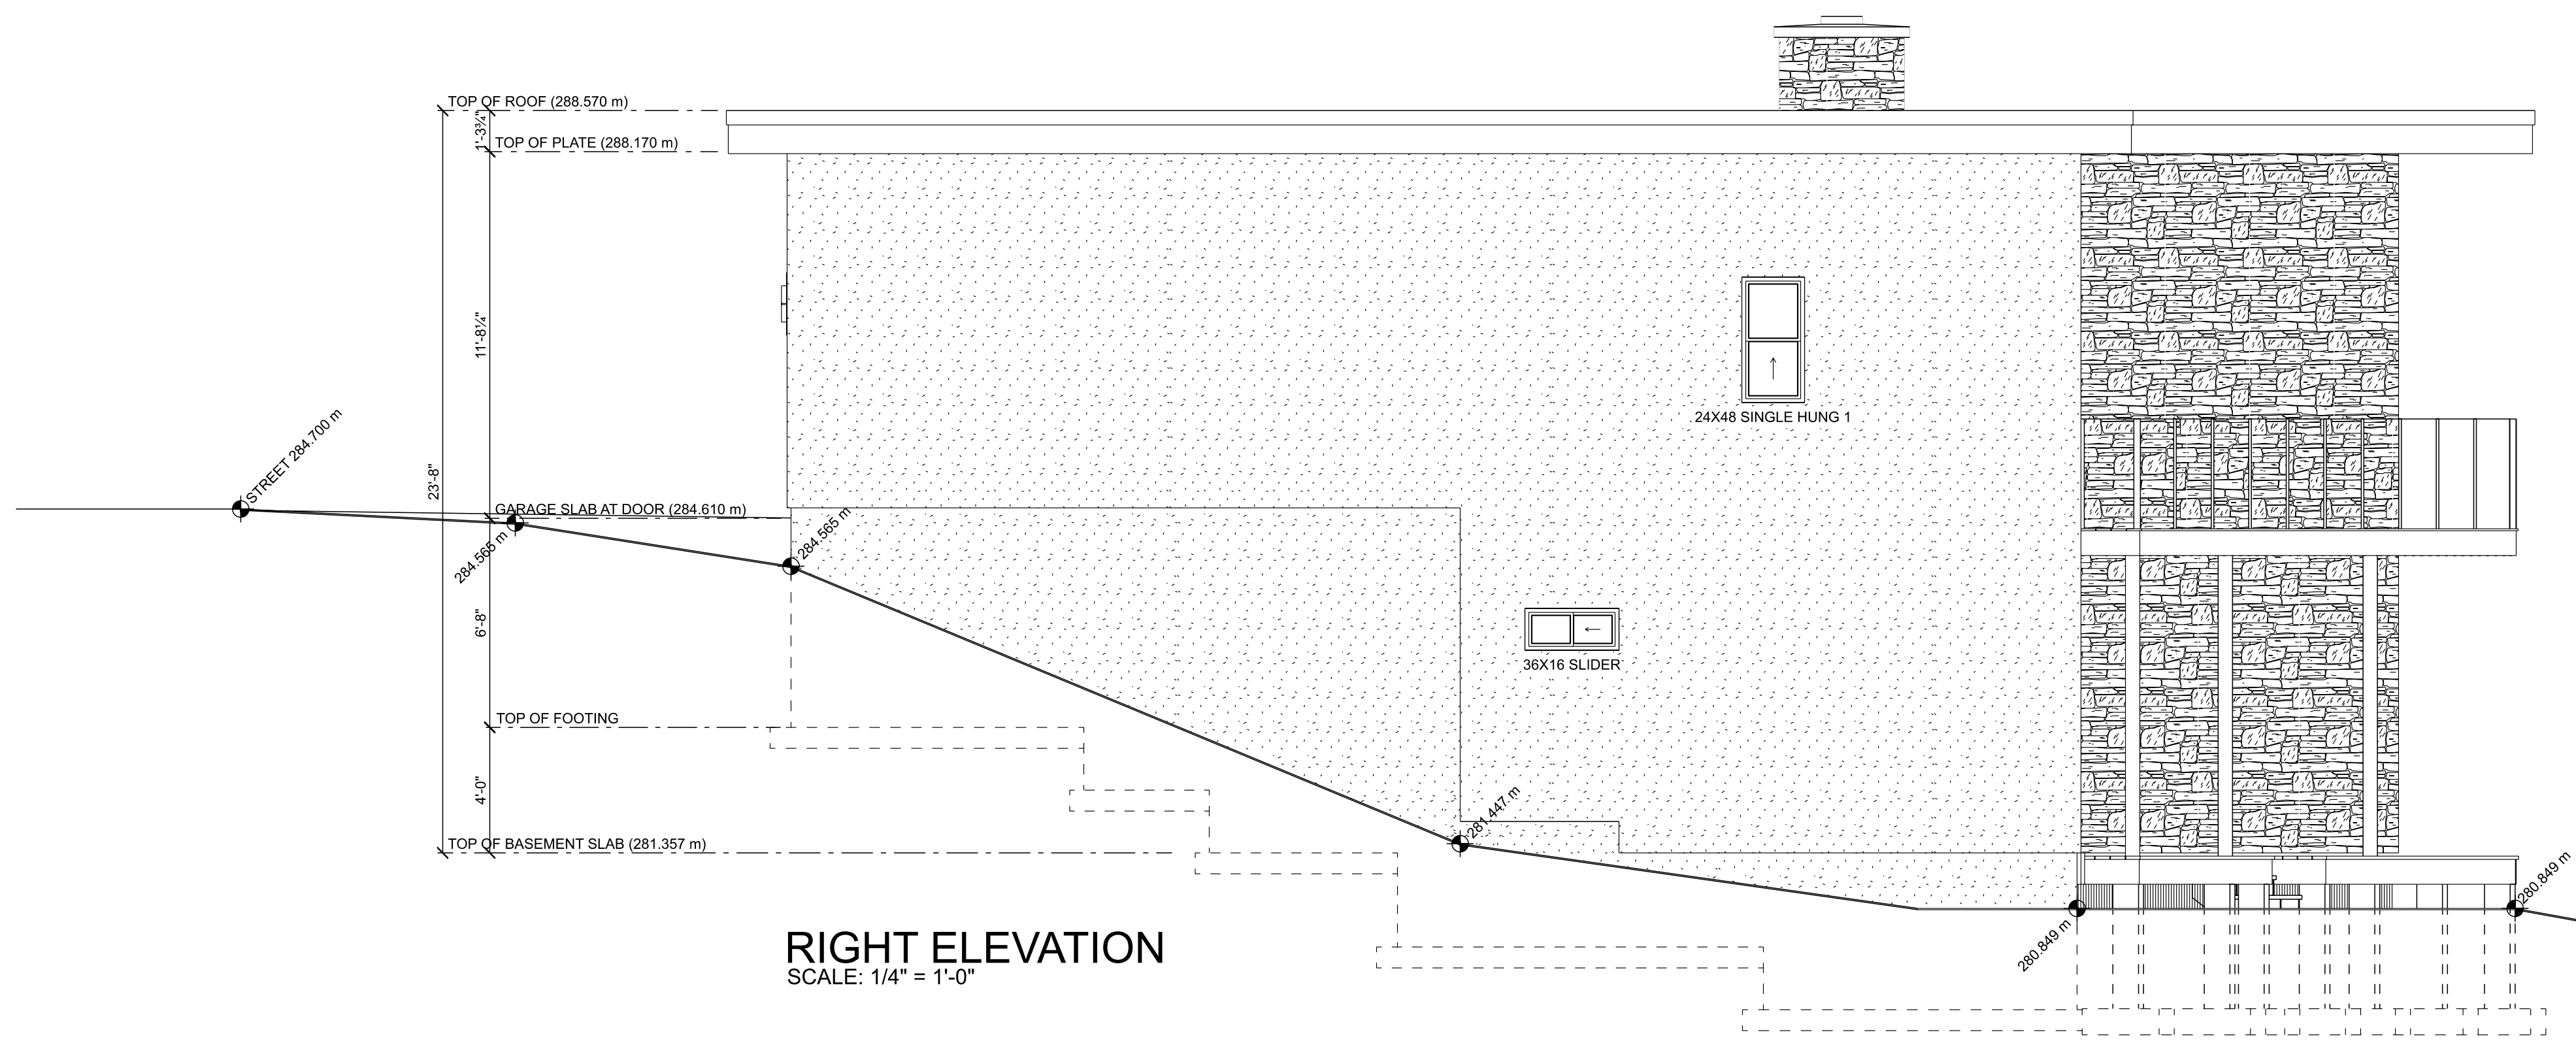 TOP OF ROOF (288.570 m)
1'-3¾"
TOP OF PLATE (288.170 m)
11'-8¼"
24X48 SINGLE HUNG 1
STREET 284.700 m
23'-8"
GARAGE SLAB AT DOOR (284.610 m)
284.565 m
284.565 m
6'-8"
36X16 SLIDER
TOP OF FOOTING
4'-0"
281.447 m
TOP OF BASEMENT SLAB (281.357 m)
280.849 m
280.849 m
RIGHT ELEVATION
SCALE: 1/4" = 1'-0"